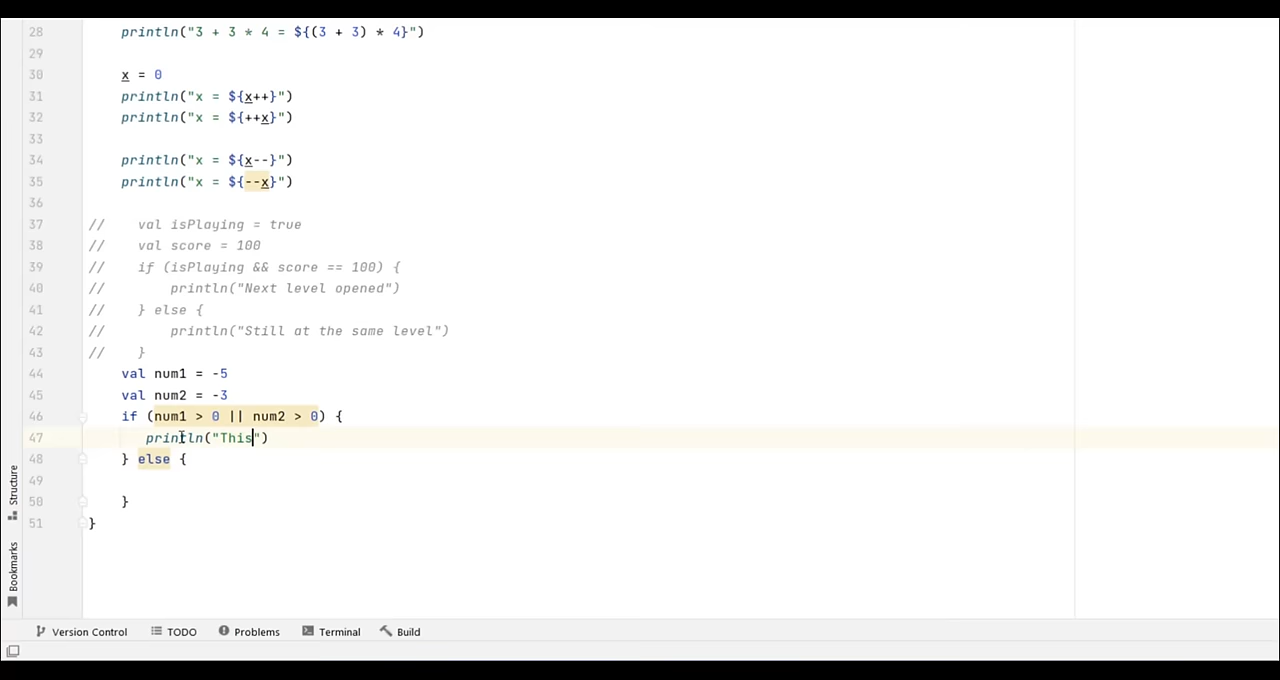 28 println("3 + 3 * 4 = ${(3 + 3) * 4}")
29
30 x = 0
31 println("x = ${x++}")
32 println("x = ${++x}")
33
34 println("x = ${x--}")
35 println("x = ${--x}")
36
37 // val isPlaying = true
38 // val score = 100
39 // if (isPlaying && score == 100) {
40 // println("Next level opened")
41 // } else {
42 // println("Still at the same level")
43 // }
44 val num1 = -5
45 val num2 = -3
46 if (num1 > 0 || num2 > 0) {
47 println("This")
48 } else {
49
50 }
51 }
Structure
Bookmarks
Version Control TODO Problems Terminal Build